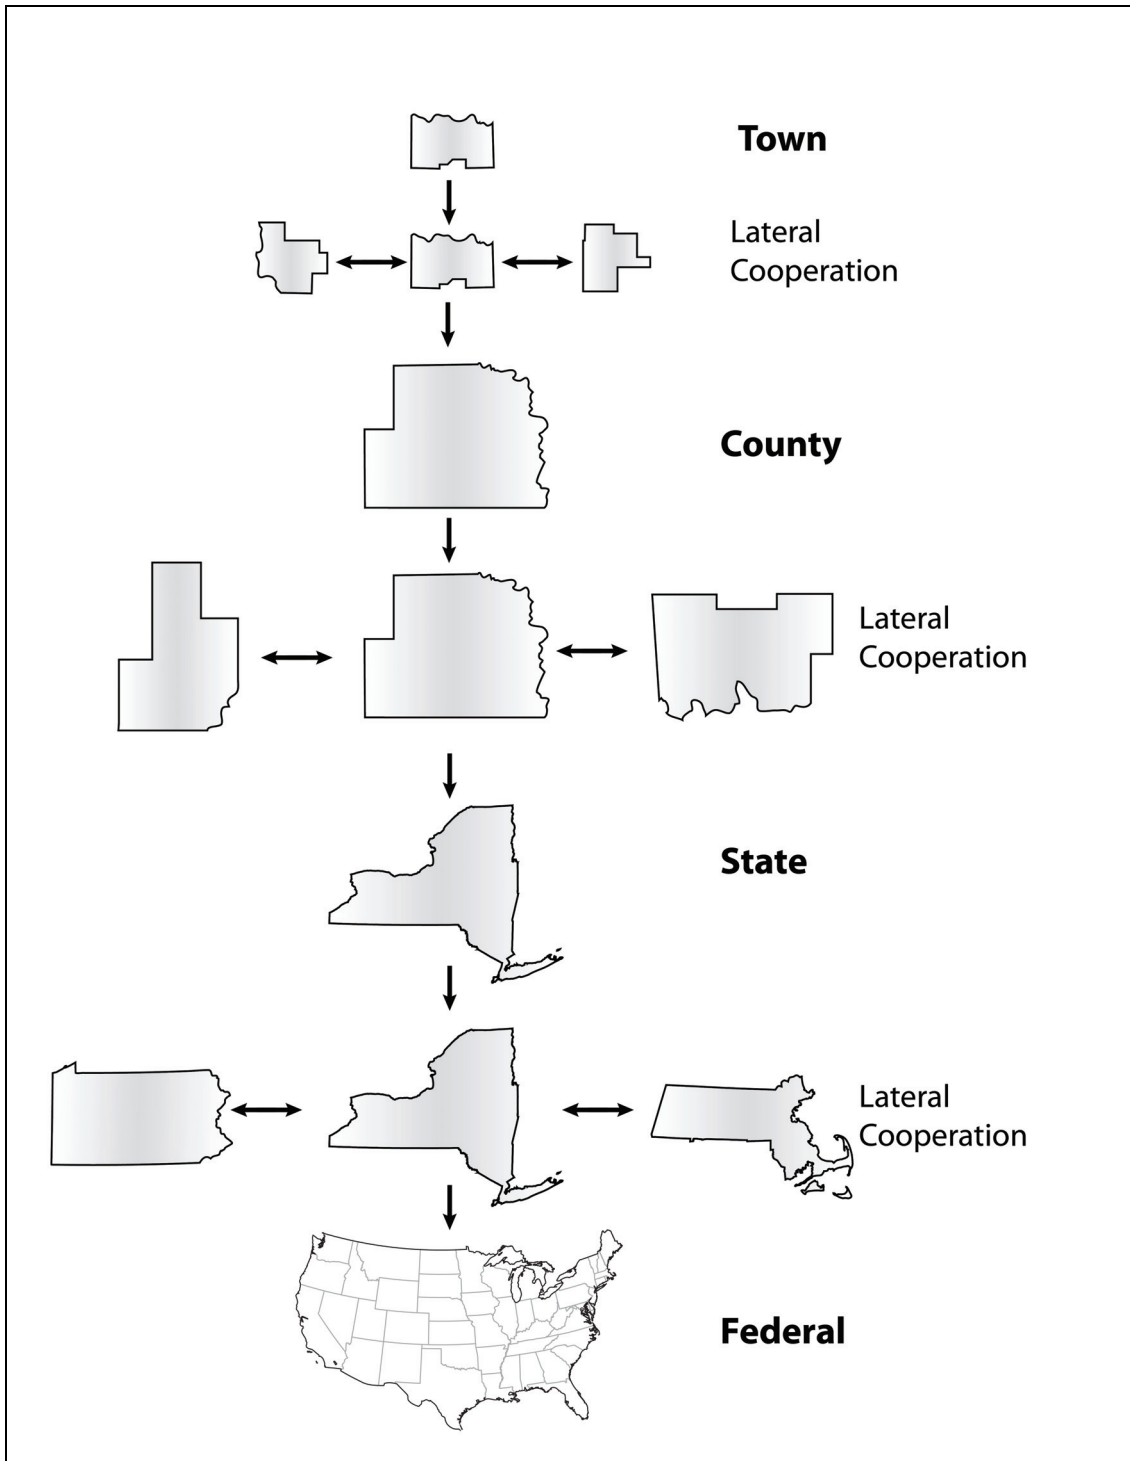 Town
Lateral
Cooperation
County
Lateral
Cooperation
State
Lateral
Cooperation
Federal